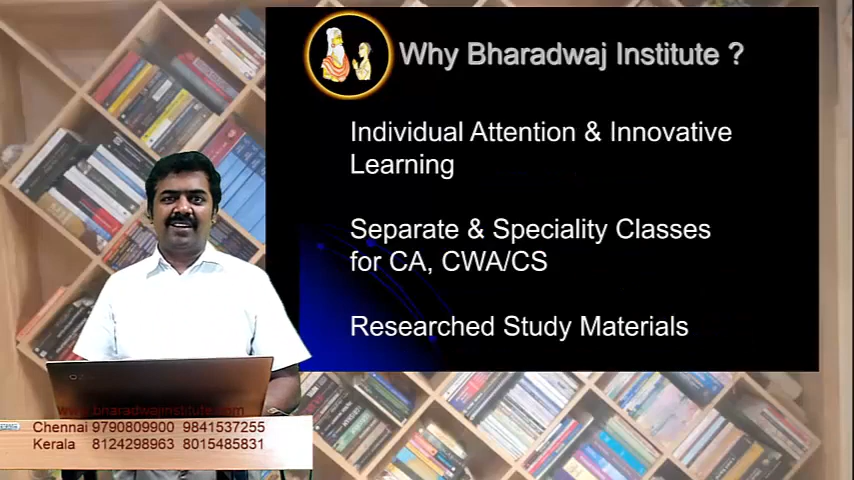 Why Bharadwaj Institute ?
Individual Attention & Innovative
Learning
Separate & Speciality Classes
for CA, CWA/CS
Researched Study Materials
www.bharadwajinstitute.com
Chennai 9790809900 9841537255
Kerala 8124298963 8015485831